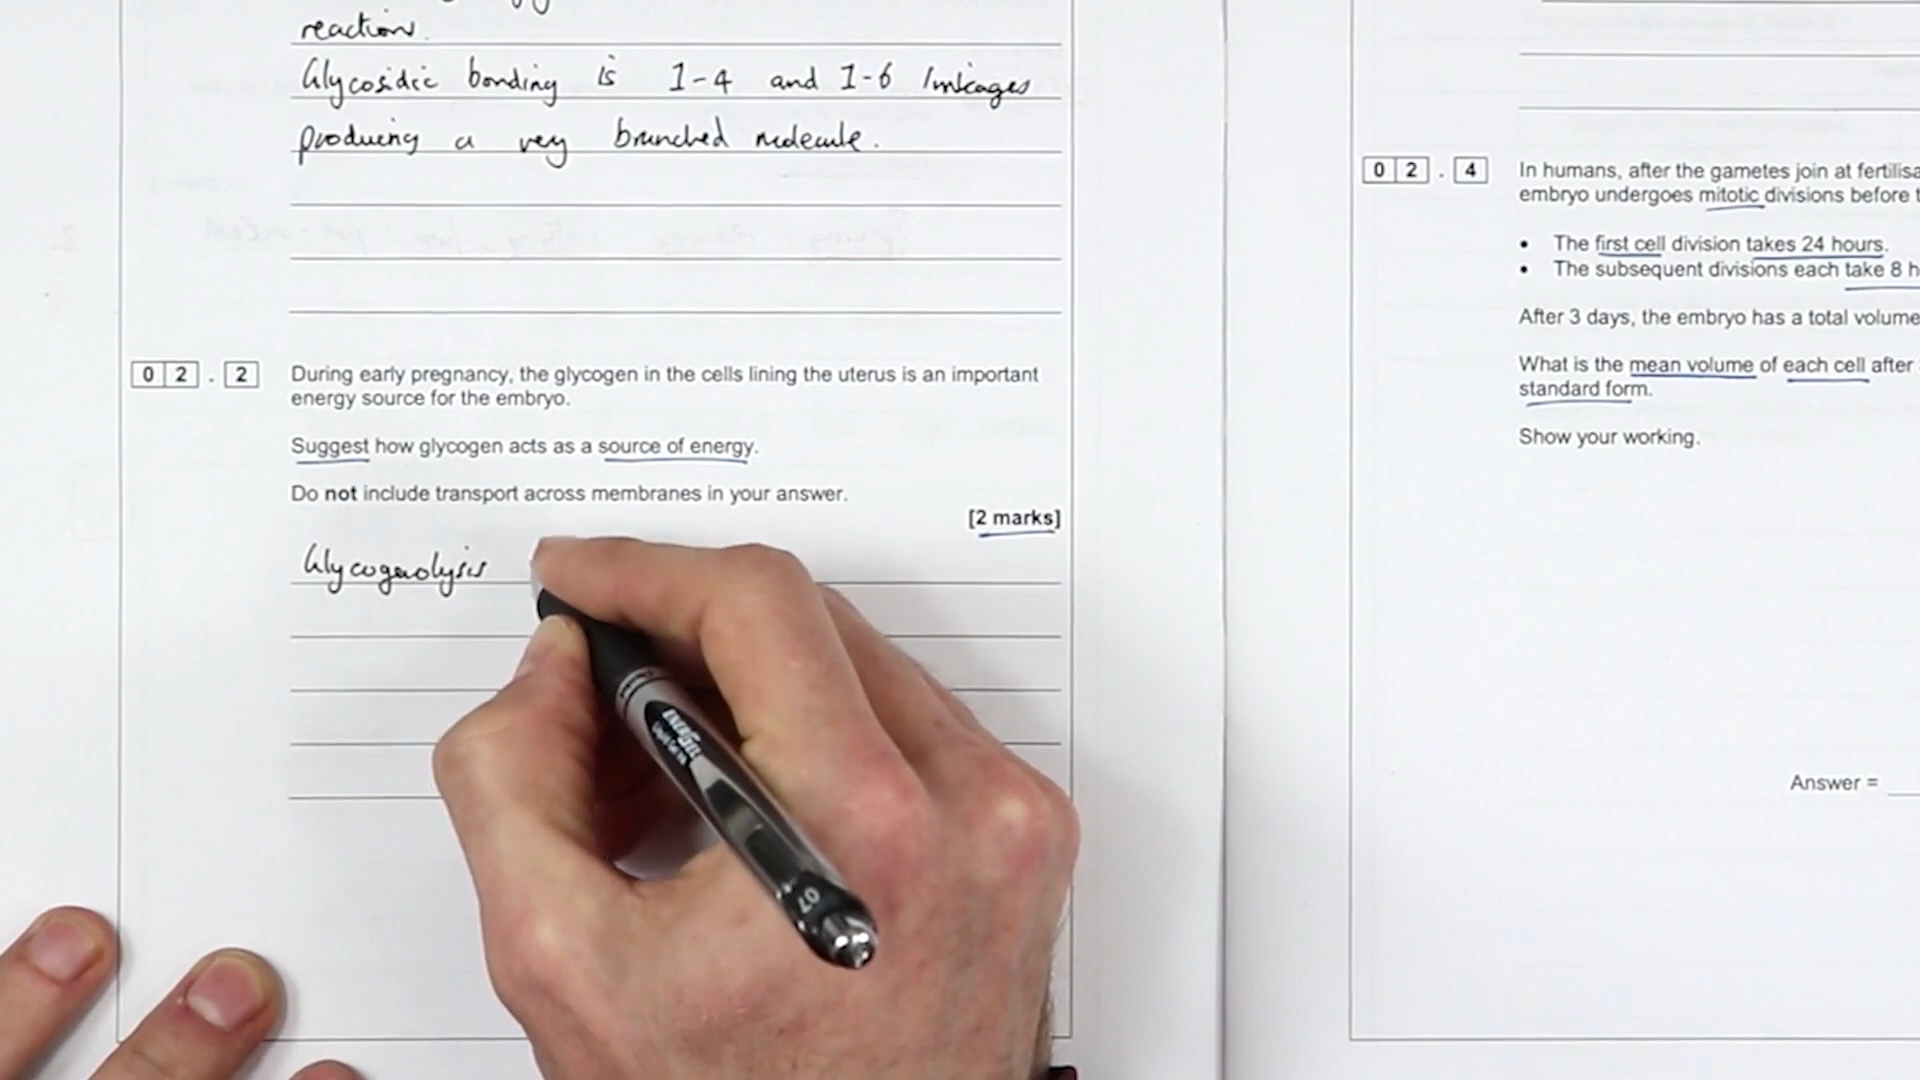 reaction.
Glycosidic bonding is 1-4 and 1-6 linkages
producing a very branched molecule.
0 2 . 2
During early pregnancy, the glycogen in the cells lining the uterus is an important
energy source for the embryo.
Suggest how glycogen acts as a source of energy.
Do not include transport across membranes in your answer.
[2 marks]
Glycogenolysis
07
0 2 . 4
In humans, after the gametes join at fertilisa
embryo undergoes mitotic divisions before t
• The first cell division takes 24 hours.
• The subsequent divisions each take 8 h
After 3 days, the embryo has a total volume
What is the mean volume of each cell after
standard form.
Show your working.
Answer =